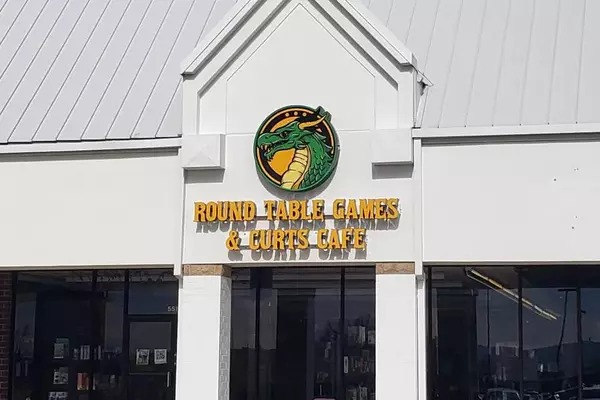 ROUND TABLE GAMES
& CURTS CAFE